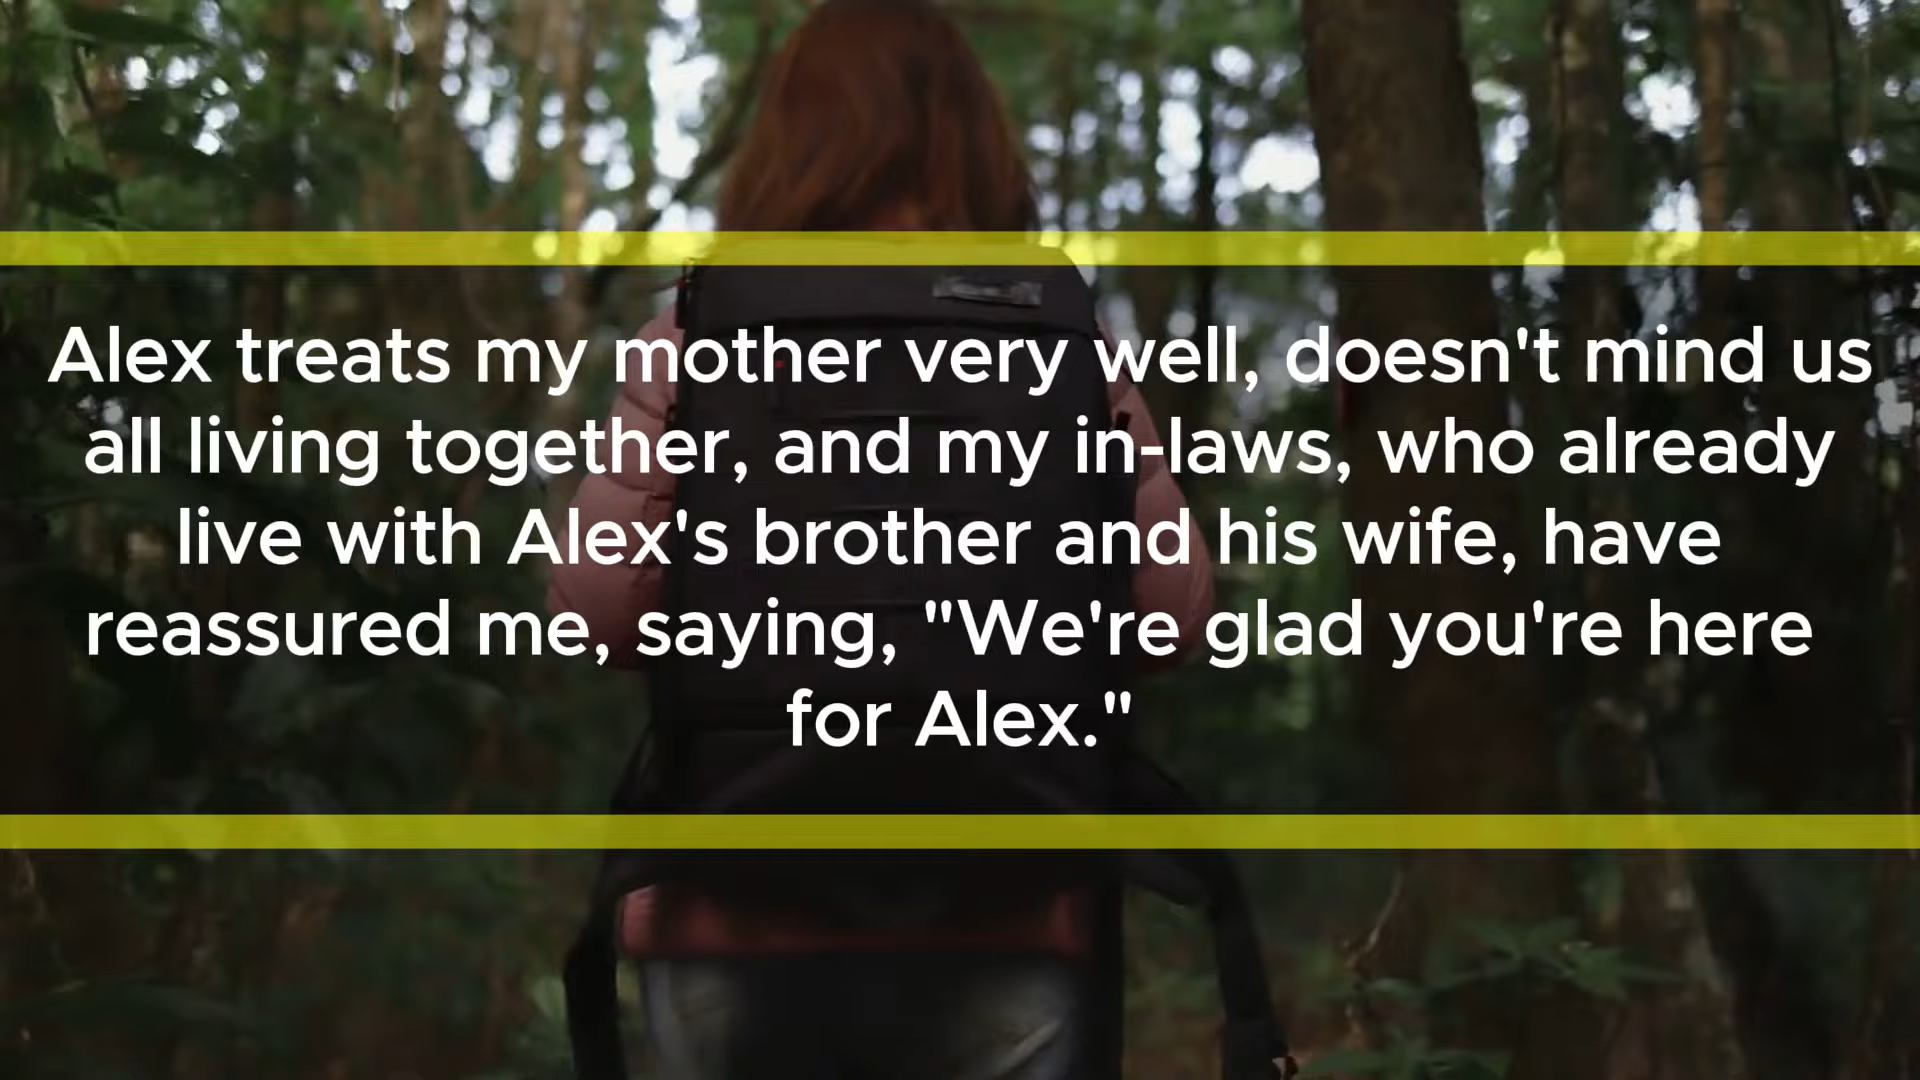 Alex treats my mother very well, doesn't mind us
all living together, and my in-laws, who already
live with Alex's brother and his wife, have
reassured me, saying, "We're glad you're here
for Alex."